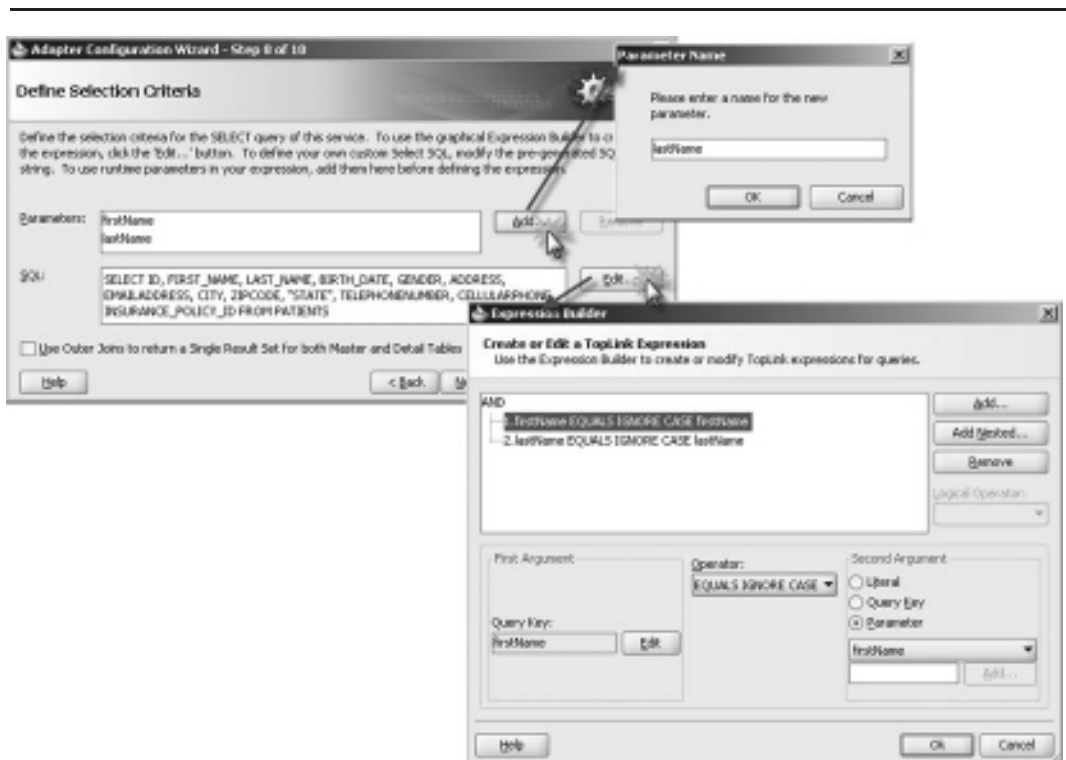 Adapter Configuration Wizard - Step 8 of 10
Define Selection Criteria
Define the selection criteria for the SELECT query of this service. To use the graphical Expression Builder to cr
the expression, click the 'Edit...' button. To define your own custom Select SQL, modify the pre-generated SQ
string. To use runtime parameters in your expression, add them here before defining the expression.
Parameters:
firstName
lastName
Add...
Remove
SQL:
SELECT ID, FIRST_NAME, LAST_NAME, BIRTH_DATE, GENDER, ADDRESS,
EMAILADDRESS, CITY, ZIPCODE, "STATE", TELEPHONENUMBER, CELLULARPHONE,
INSURANCE_POLICY_ID FROM PATIENTS
Edit...
Use Outer Joins to return a Single Result Set for both Master and Detail Tables
Help
< Back
Parameter Name
Please enter a name for the new
parameter.
lastName
OK
Cancel
Expression Builder
Create or Edit a TopLink Expression
Use the Expression Builder to create or modify TopLink expressions for queries.
AND
1.firstName EQUALS IGNORE CASE firstName
2.lastName EQUALS IGNORE CASE lastName
Add...
Add Nested...
Remove
Logical Operator:
First Argument
Query Key:
firstName
Edit
Operator:
EQUALS IGNORE CASE
Second Argument
Literal
Query Key
Parameter
firstName
Add...
Help
Ok
Cancel